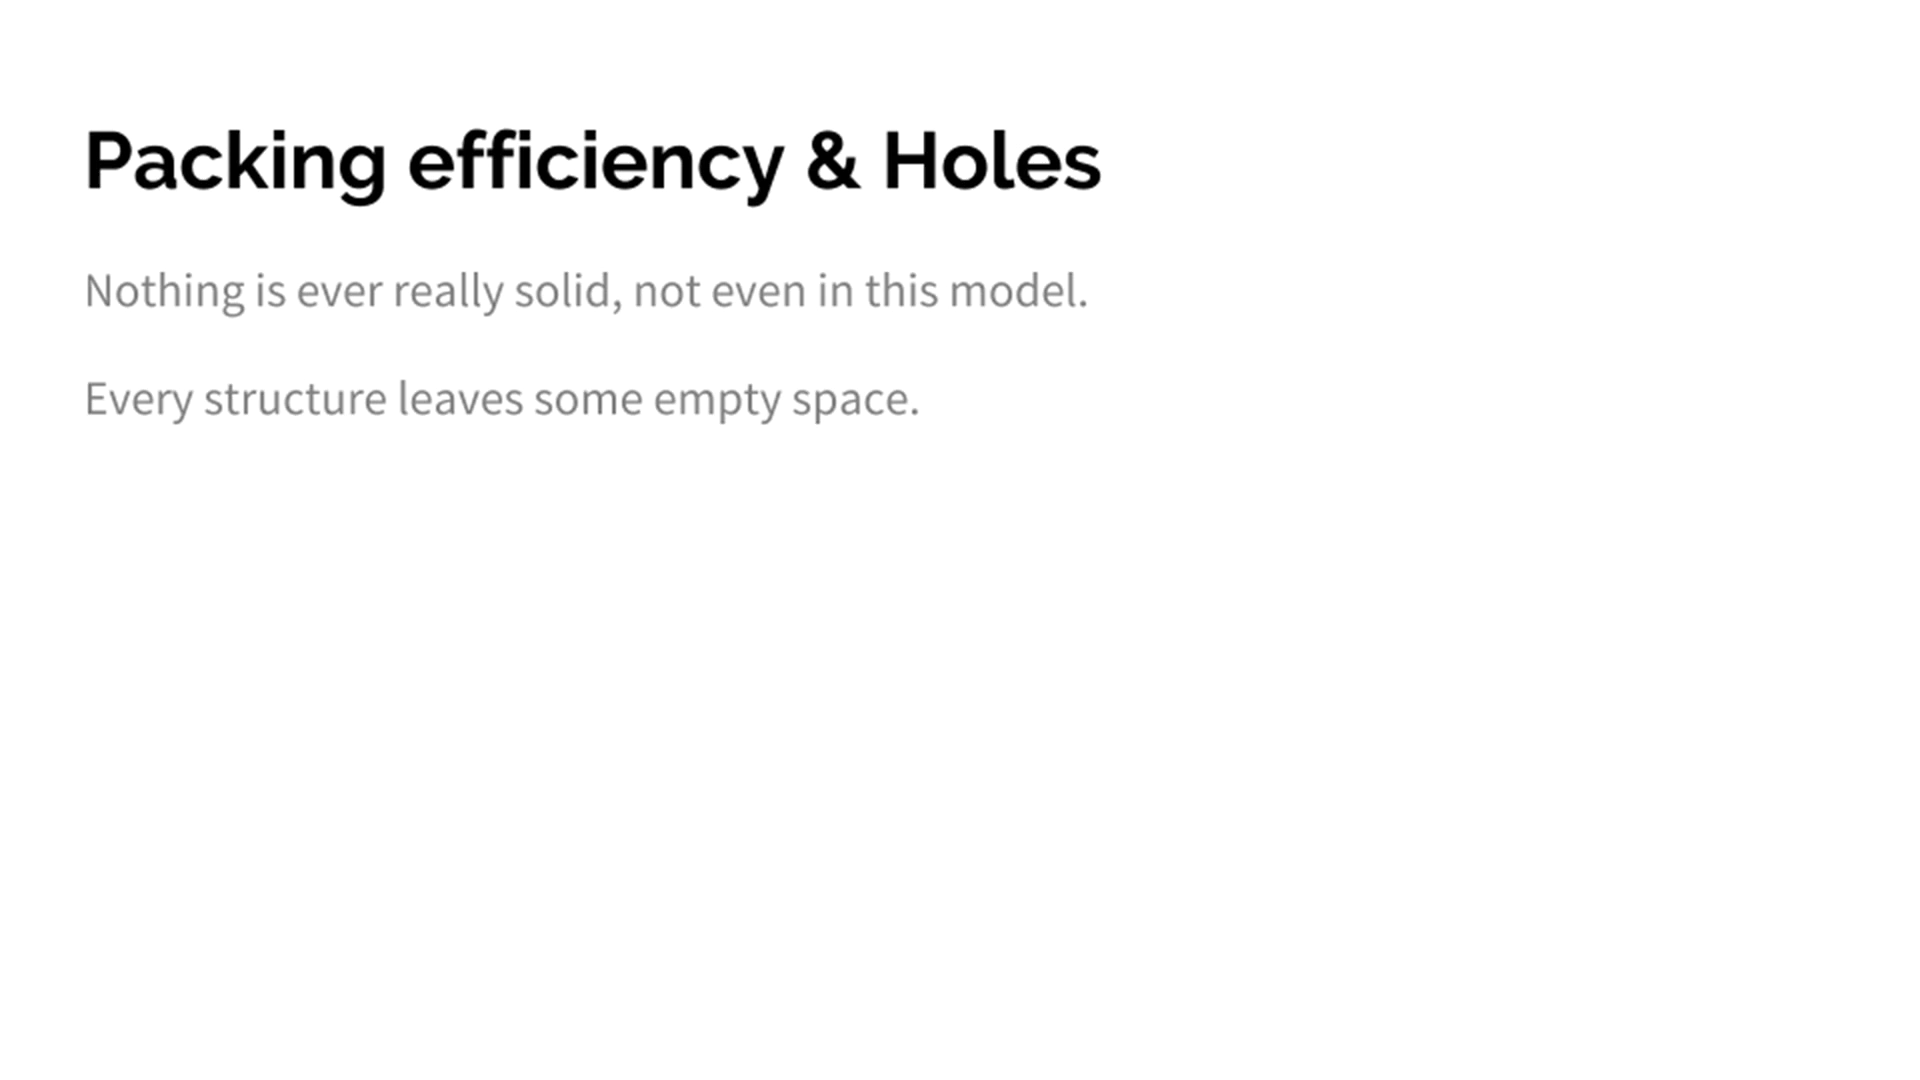 Packing efficiency & Holes
Nothing is ever really solid, not even in this model.
Every structure leaves some empty space.